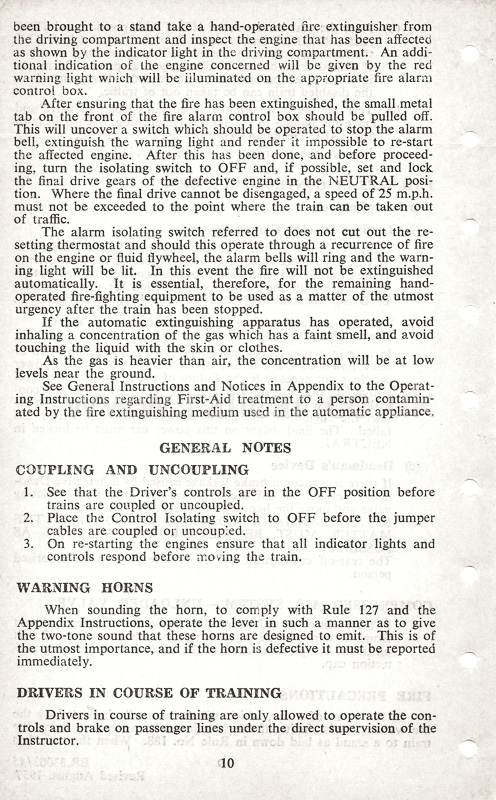 been brought to a stand take a hand-operated fire extinguisher from
the driving compartment and inspect the engine that has been affected
as shown by the indicator light in the driving compartment. An addi-
tional indication of the engine concerned will be given by the red
warning light which will be illuminated on the appropriate fire alarm
control box.
After ensuring that the fire has been extinguished, the small metal
tab on the front of the fire alarm control box should be pulled off.
This will uncover a switch which should be operated to stop the alarm
bell, extinguish the warning light and render it impossible to re-start
the affected engine. After this has been done, and before proceed-
ing, turn the isolating switch to OFF and, if possible, set and lock
the final drive gears of the defective engine in the NEUTRAL posi-
tion. Where the final drive cannot be disengaged, a speed of 25 m.p.h.
must not be exceeded to the point where the train can be taken out
of traffic.
The alarm isolating switch referred to does not cut out the re-
setting thermostat and should this operate through a recurrence of fire
on the engine or fluid flywheel, the alarm bells will ring and the warn-
ing light will be lit. In this event the fire will not be extinguished
automatically. It is essential, therefore, for the remaining hand-
operated fire-fighting equipment to be used as a matter of the utmost
urgency after the train has been stopped.
If the automatic extinguishing apparatus has operated, avoid
inhaling a concentration of the gas which has a faint smell, and avoid
touching the liquid with the skin or clothes.
As the gas is heavier than air, the concentration will be at low
levels near the ground.
See General Instructions and Notices in Appendix to the Operat-
ing Instructions regarding First-Aid treatment to a person contamin-
ated by the fire extinguishing medium used in the automatic appliance.
GENERAL NOTES
COUPLING AND UNCOUPLING
1. See that the Driver's controls are in the OFF position before
trains are coupled or uncoupled.
2. Place the Control Isolating switch to OFF before the jumper
cables are coupled or uncoupled.
3. On re-starting the engines ensure that all indicator lights and
controls respond before moving the train.
WARNING HORNS
When sounding the horn, to comply with Rule 127 and the
Appendix Instructions, operate the lever in such a manner as to give
the two-tone sound that these horns are designed to emit. This is of
the utmost importance, and if the horn is defective it must be reported
immediately.
DRIVERS IN COURSE OF TRAINING
Drivers in course of training are only allowed to operate the con-
trols and brake on passenger lines under the direct supervision of the
Instructor.
10